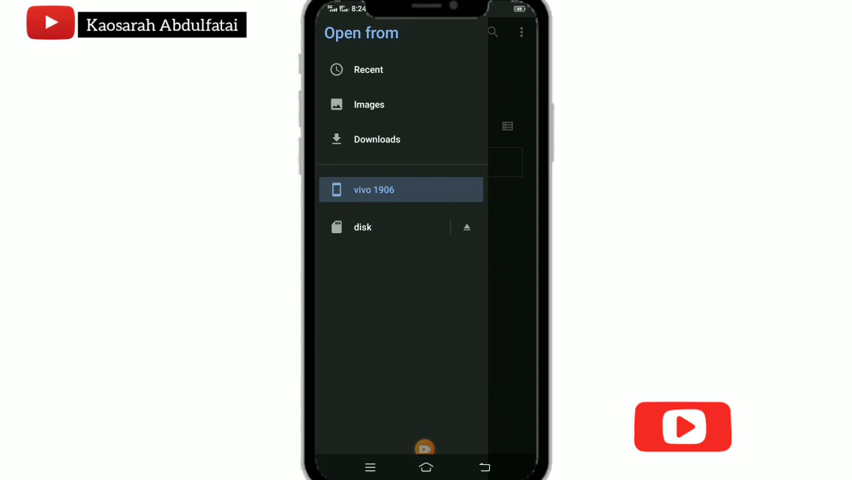 Kaosarah Abdulfatai
8:24
Open from
Recent
Images
Downloads
vivo 1906
disk